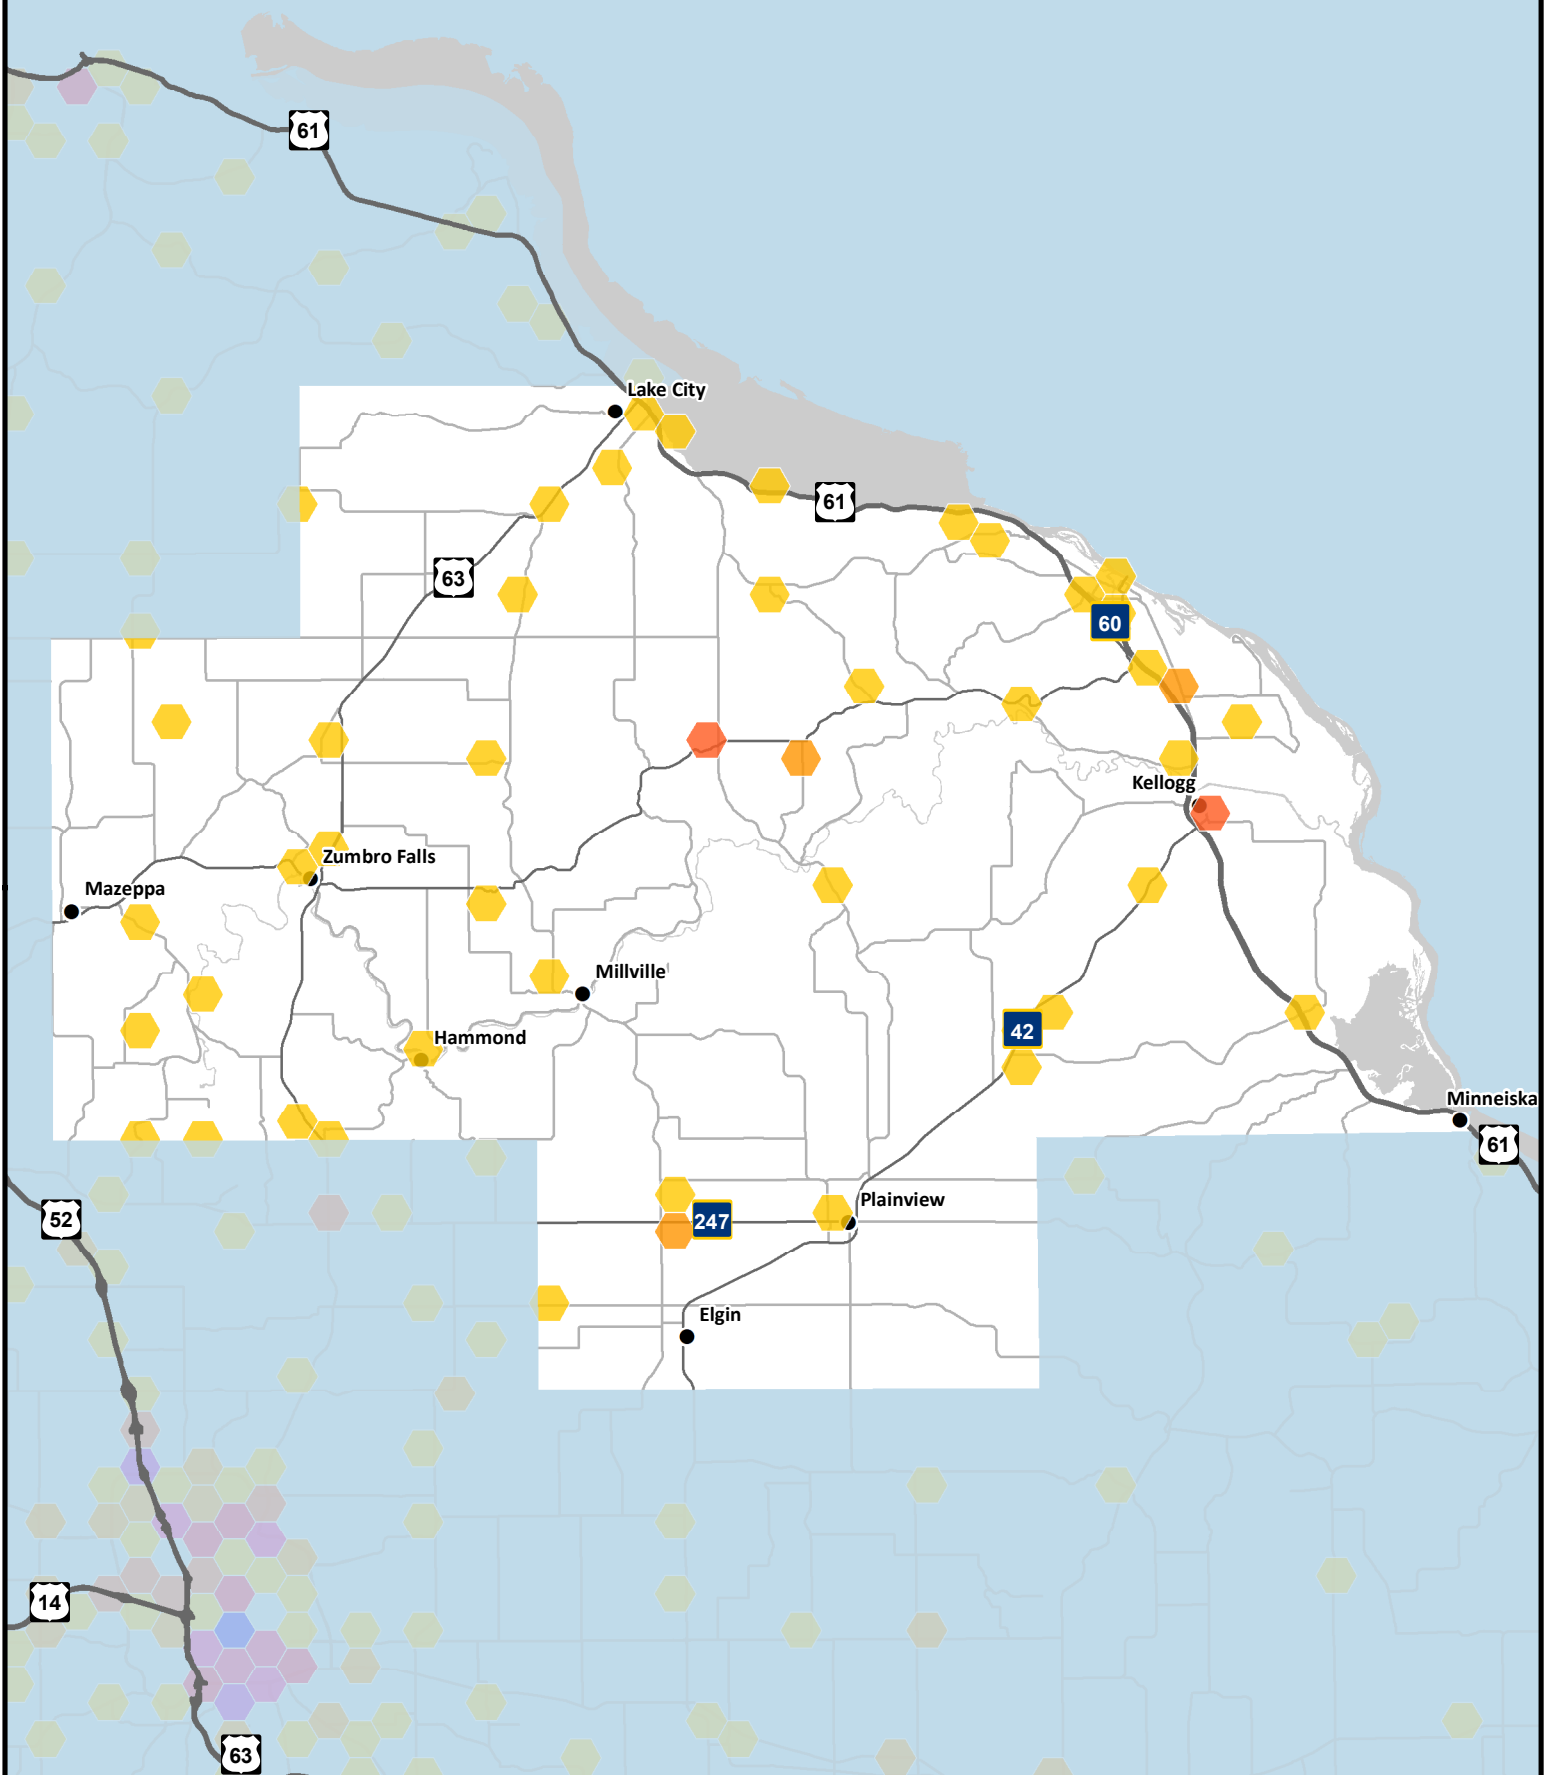 61
Lake City
61
63
60
Kellogg
Zumbro Falls
Mazeppa
Millville
Hammond
42
Minneiska
61
Plainview
52
247
Elgin
14
63